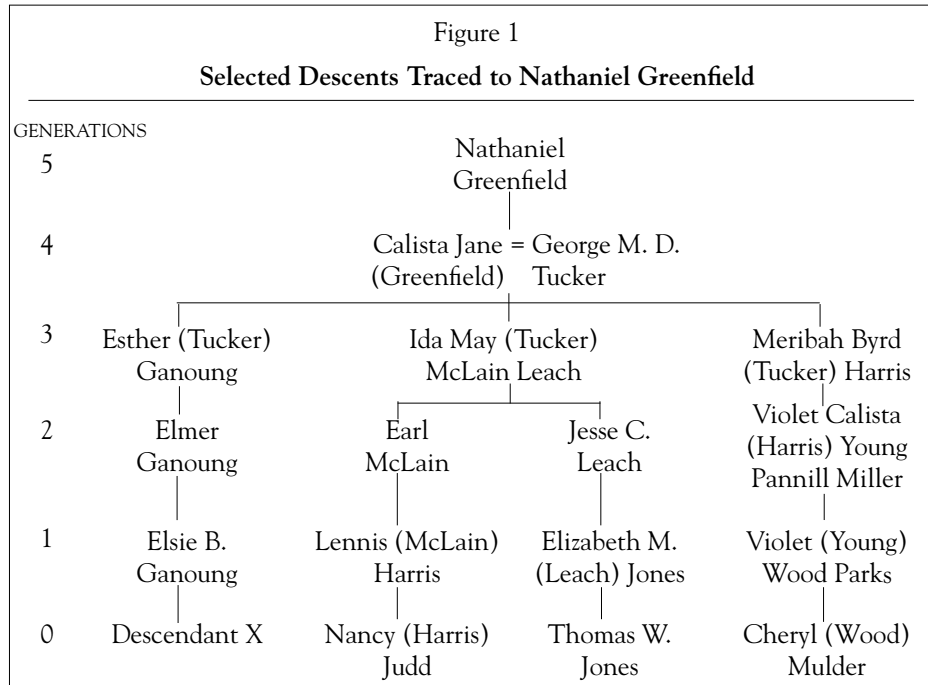 Figure 1
Selected Descents Traced to Nathaniel Greenfield
GENERATIONS
5
Nathaniel
Greenfield
4
Calista Jane = George M. D.
(Greenfield) Tucker
3
Esther (Tucker)
Ganoung
Ida May (Tucker)
McLain Leach
Meribah Byrd
(Tucker) Harris
2
Elmer
Ganoung
Earl
McLain
Jesse C.
Leach
Violet Calista
(Harris) Young
Pannill Miller
1
Elsie B.
Ganoung
Lennis (McLain)
Harris
Elizabeth M.
(Leach) Jones
Violet (Young)
Wood Parks
0
Descendant X
Nancy (Harris)
Judd
Thomas W.
Jones
Cheryl (Wood)
Mulder